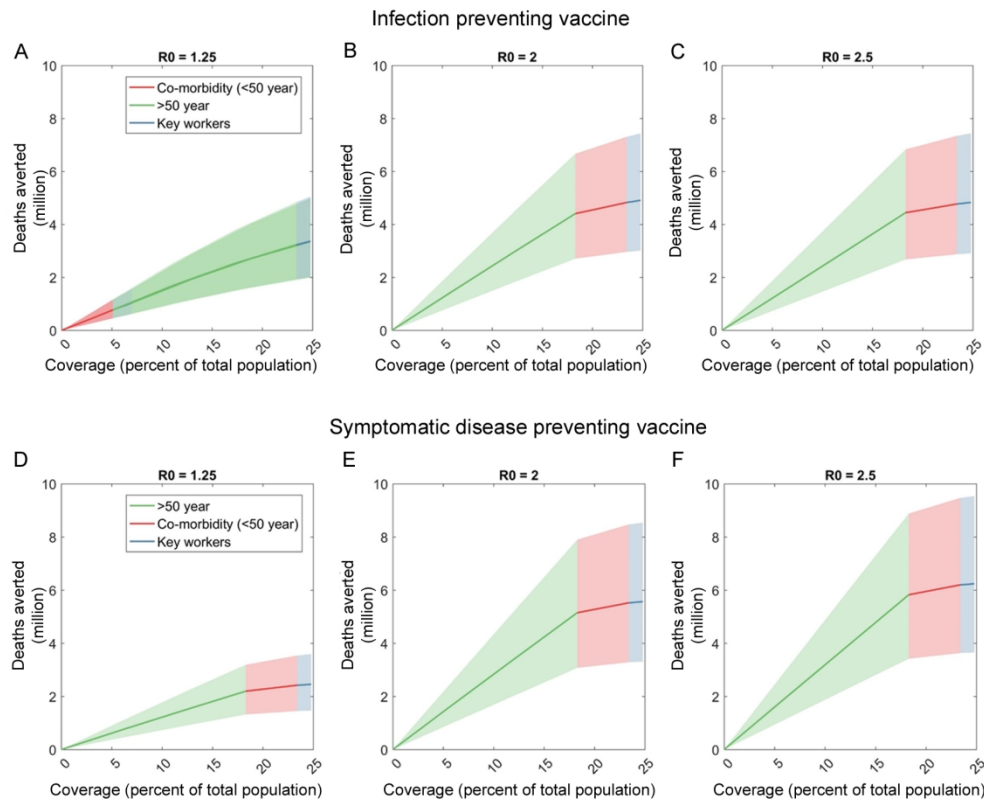 Infection preventing vaccine
A
R0 = 1.25
10
8
6
4
2
0
Deaths averted
(million)
Co-morbidity (<50 year)
>50 year
Key workers
0 5 10 15 20 25
Coverage (percent of total population)
B
R0 = 2
10
8
6
4
2
0
Deaths averted
(million)
0 5 10 15 20 25
Coverage (percent of total population)
C
R0 = 2.5
10
8
6
4
2
0
Deaths averted
(million)
0 5 10 15 20 25
Coverage (percent of total population)
Symptomatic disease preventing vaccine
D
R0 = 1.25
10
8
6
4
2
0
Deaths averted
(million)
>50 year
Co-morbidity (<50 year)
Key workers
0 5 10 15 20 25
Coverage (percent of total population)
E
R0 = 2
10
8
6
4
2
0
Deaths averted
(million)
0 5 10 15 20 25
Coverage (percent of total population)
F
R0 = 2.5
10
8
6
4
2
0
Deaths averted
(million)
0 5 10 15 20 25
Coverage (percent of total population)